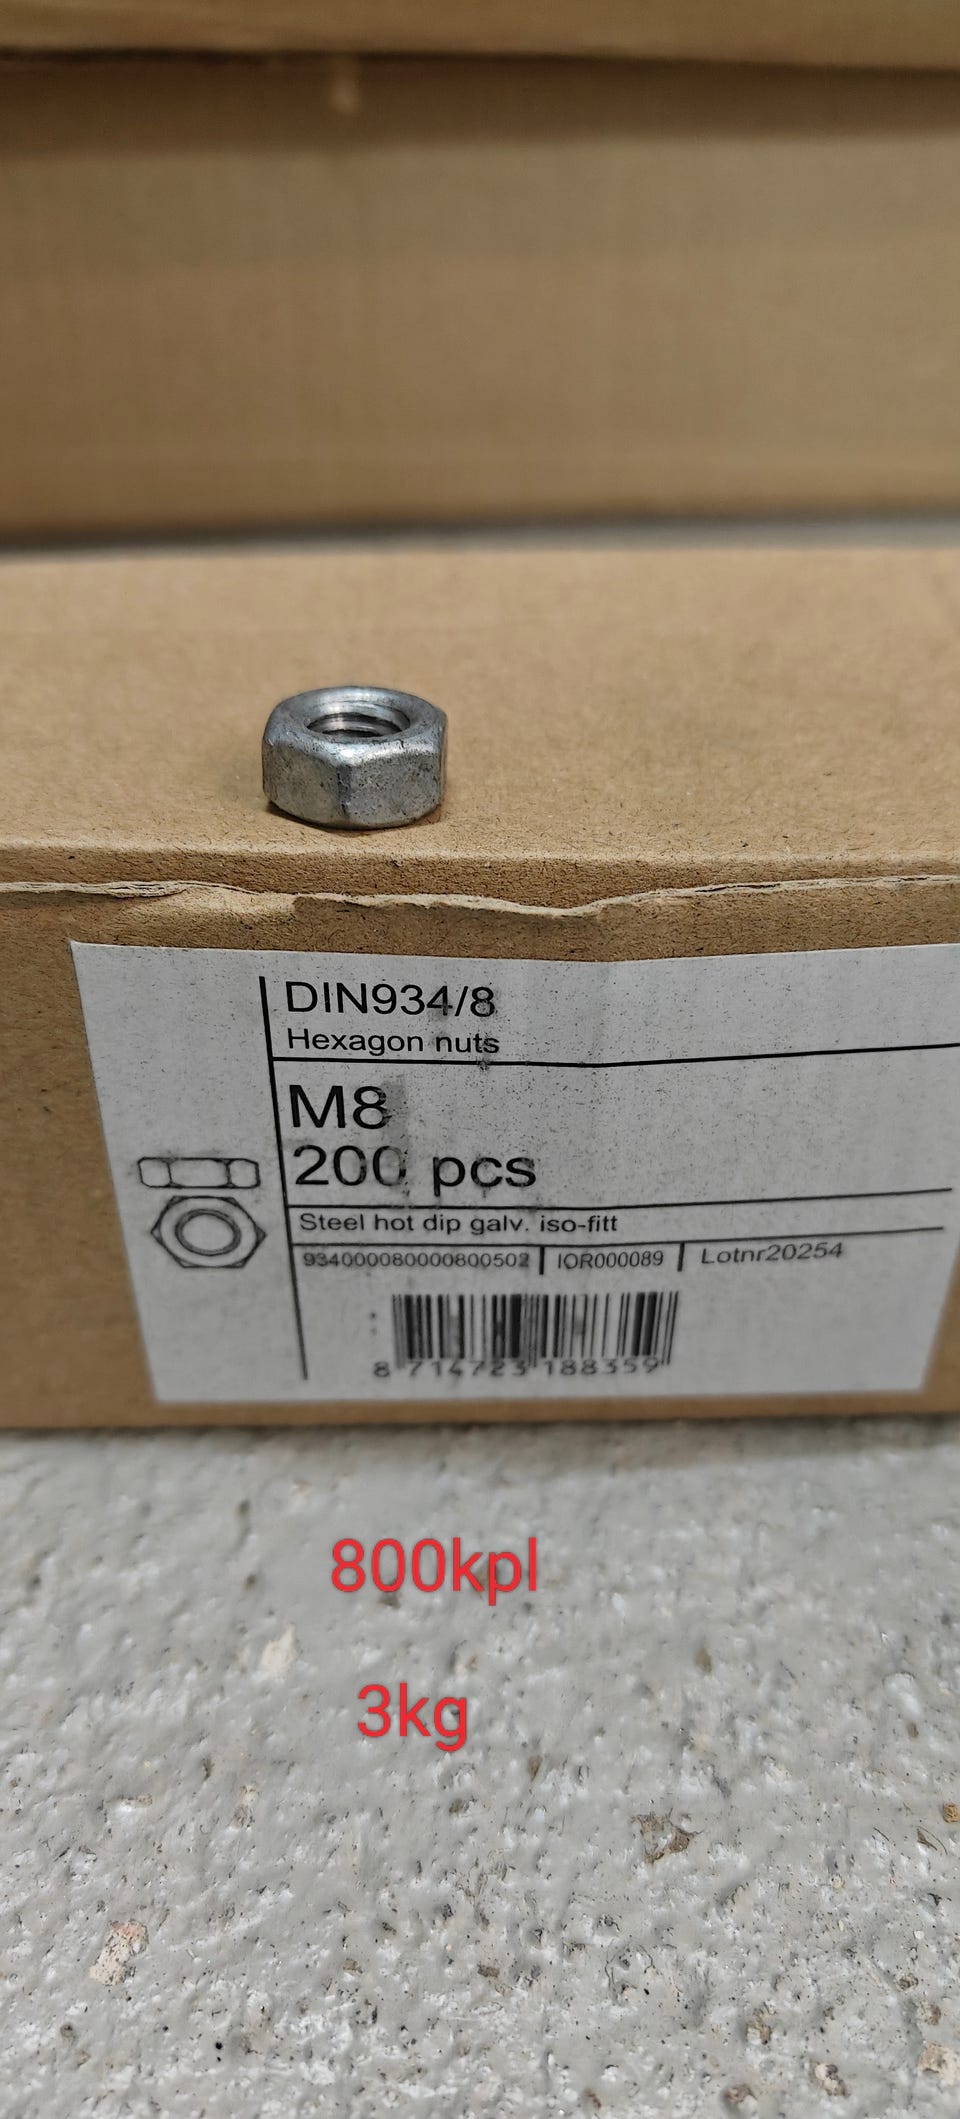 DIN934/8
Hexagon nuts
M8
200 pcs
Steel hot dip galv. iso-fitt
934000080000800502 IOR000089 Lotnr20254
8 714723 188359
800kpl
3kg